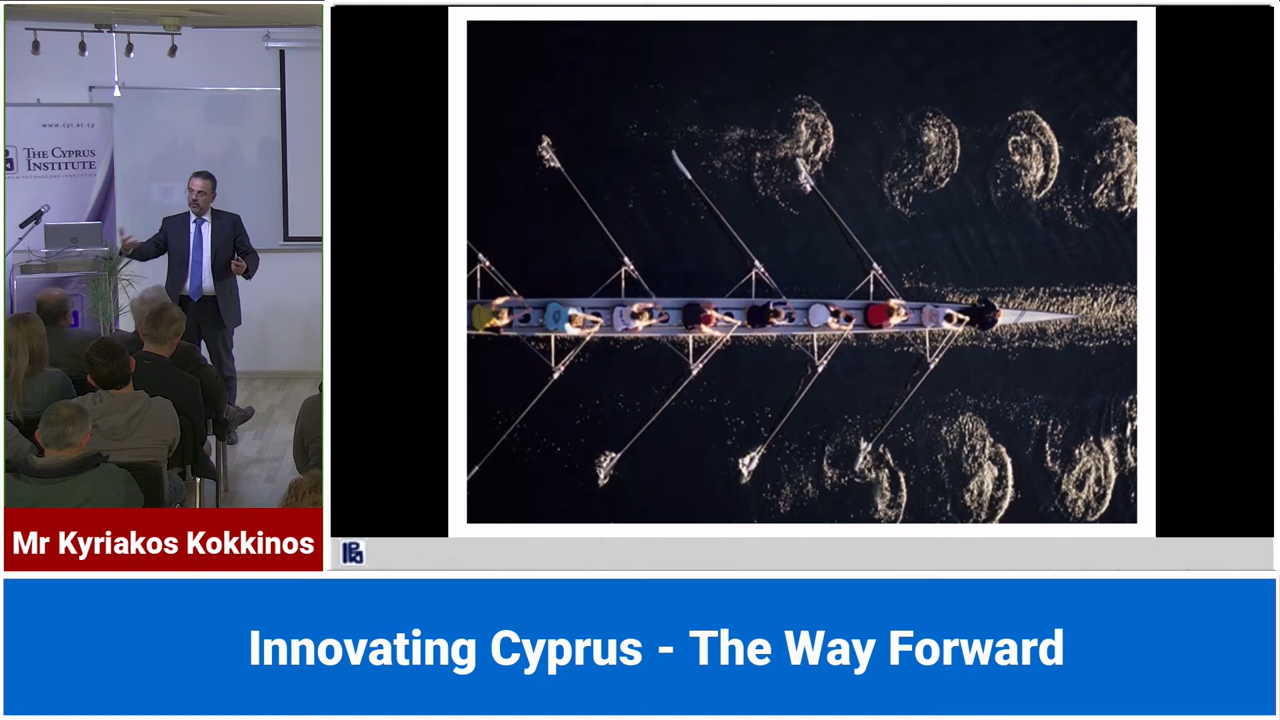 www.cyi.ac.cy
THE CYPRUS
INSTITUTE
Mr Kyriakos Kokkinos
Innovating Cyprus - The Way Forward